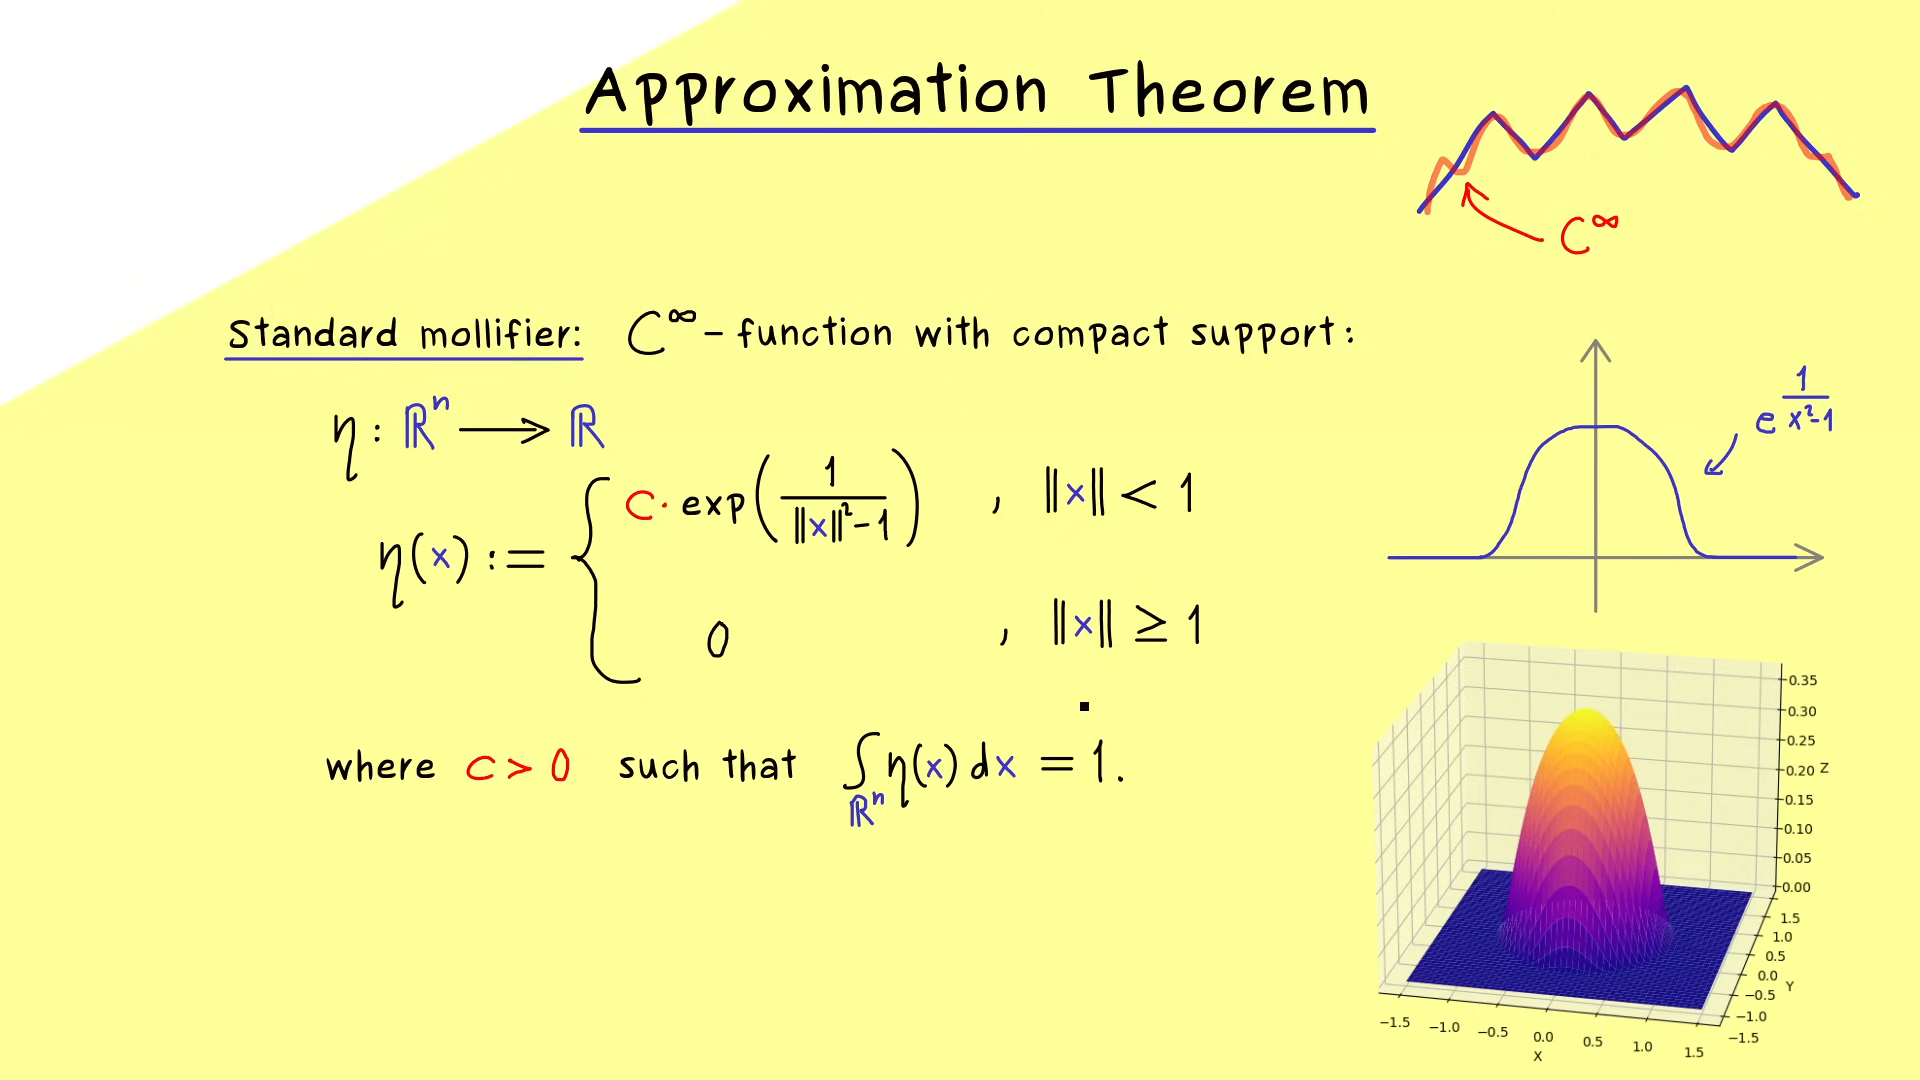 Approximation Theorem
C^∞
Standard mollifier: C^∞ - function with compact support:
η : ℝ^n ⟶ ℝ
e^(1/(x²-1))
η(x) := { c · exp(1/(‖x‖²-1)) , ‖x‖ < 1
0 , ‖x‖ ≥ 1
where c > 0 such that ∫_ℝ^n η(x) dx = 1.
0.35
0.30
0.25
0.20 Z
0.15
0.10
0.05
0.00
1.5
1.0
0.5
0.0
−0.5 Y
−1.0
−1.5
−1.5 −1.0 −0.5 0.0 0.5 1.0 1.5
X